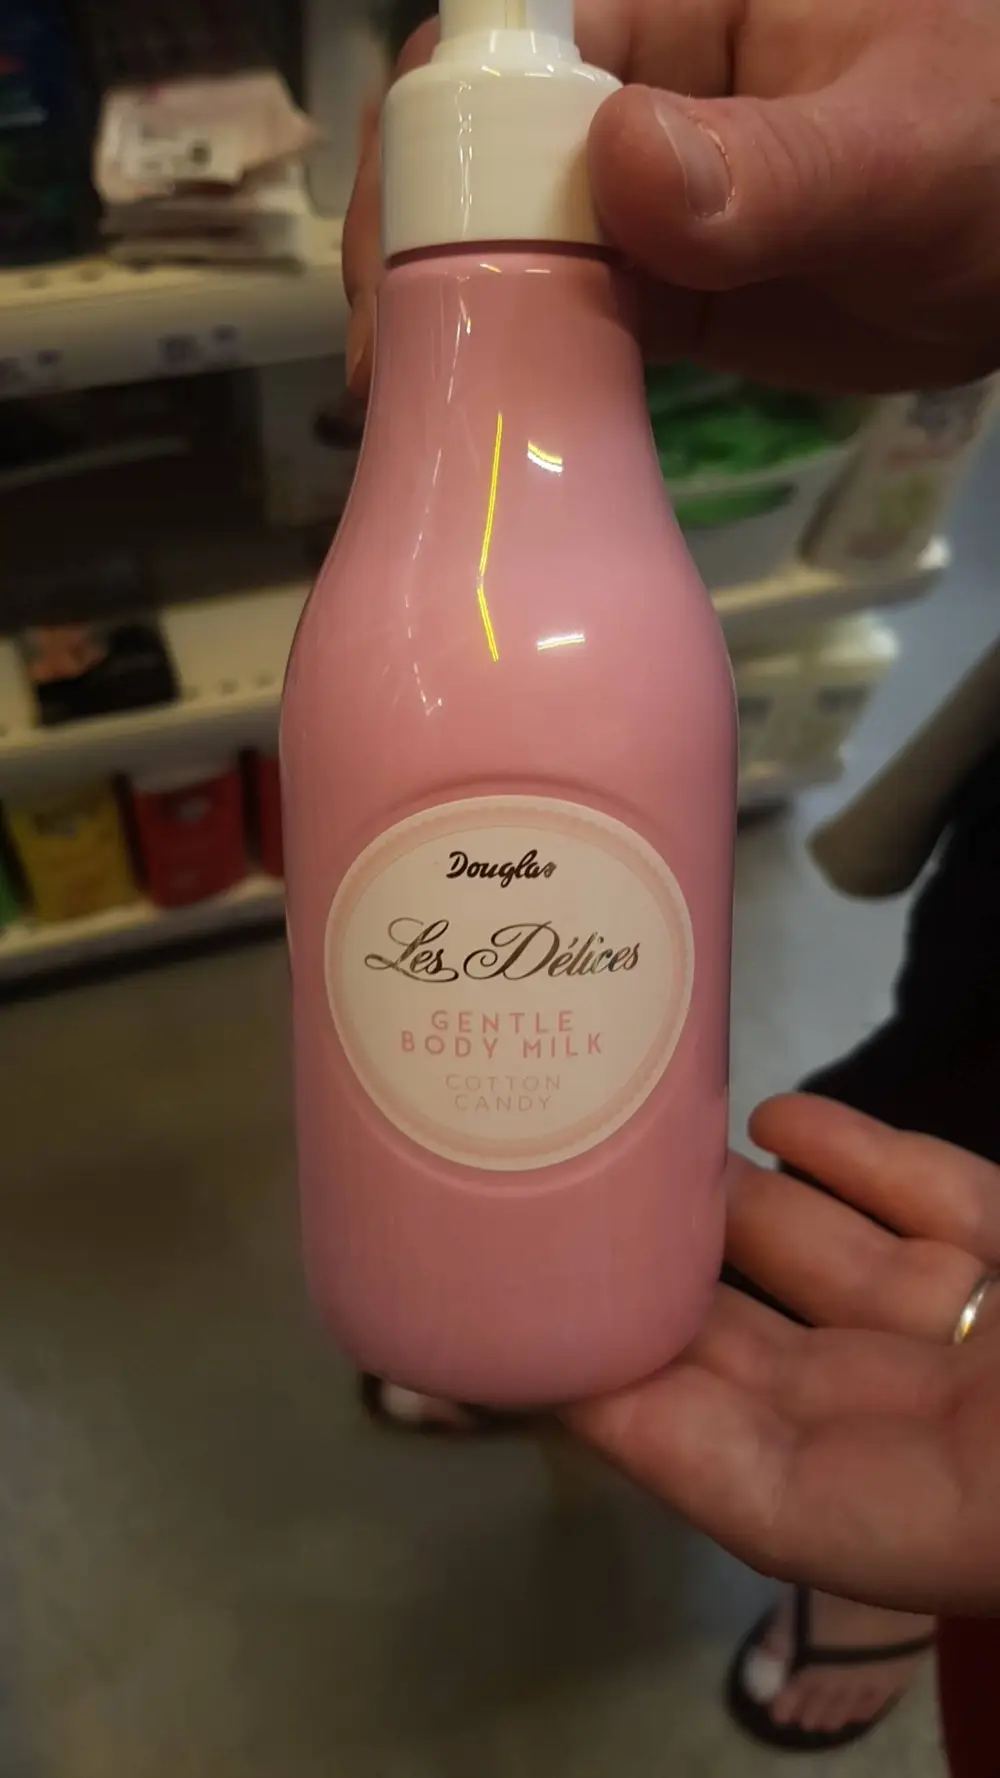 Douglas
Les Délices
GENTLE
BODY MILK
COTTON
CANDY